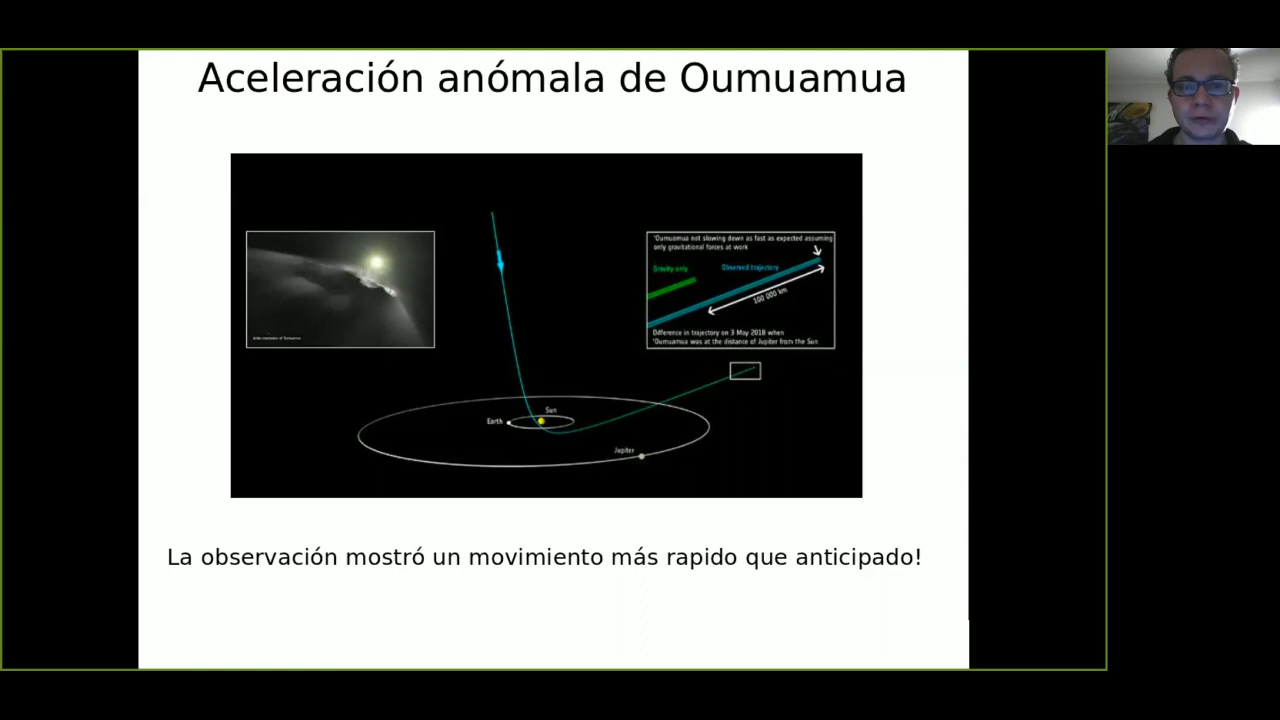 Aceleración anómala de Oumuamua
'Oumuamua not slowing down as fast as expected assuming
only gravitational forces at work
Gravity only
Observed trajectory
100 000 km
Difference in trajectory on 3 May 2018 when
'Oumuamua was at the distance of Jupiter from the Sun
Sun
Earth
Jupiter
La observación mostró un movimiento más rapido que anticipado!